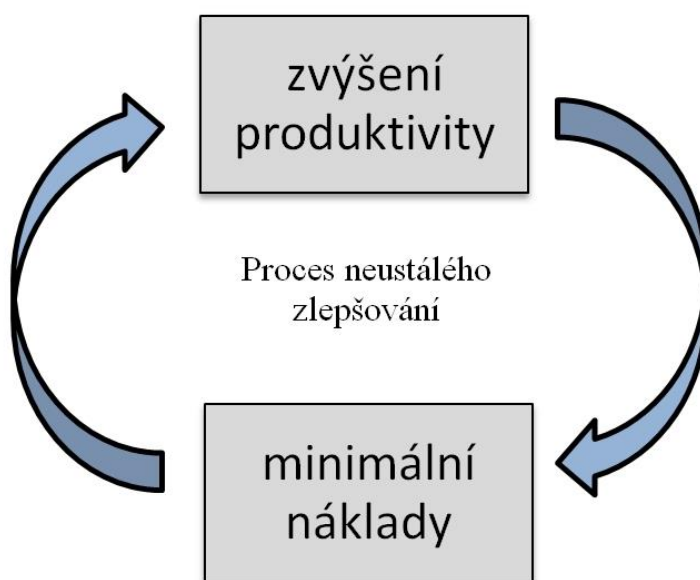 zvýšení
produktivity
Proces neustálého
zlepšování
minimální
náklady